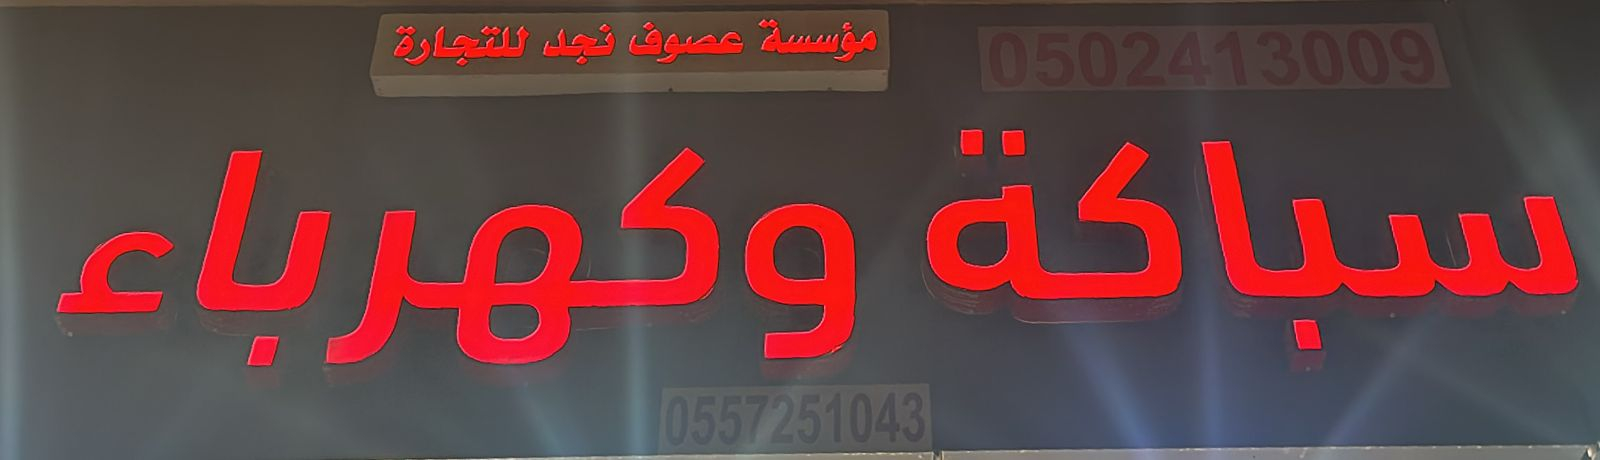 مؤسسة عصوف نجد للتجارة
0502413009
سباكة وكهرباء
0557251043